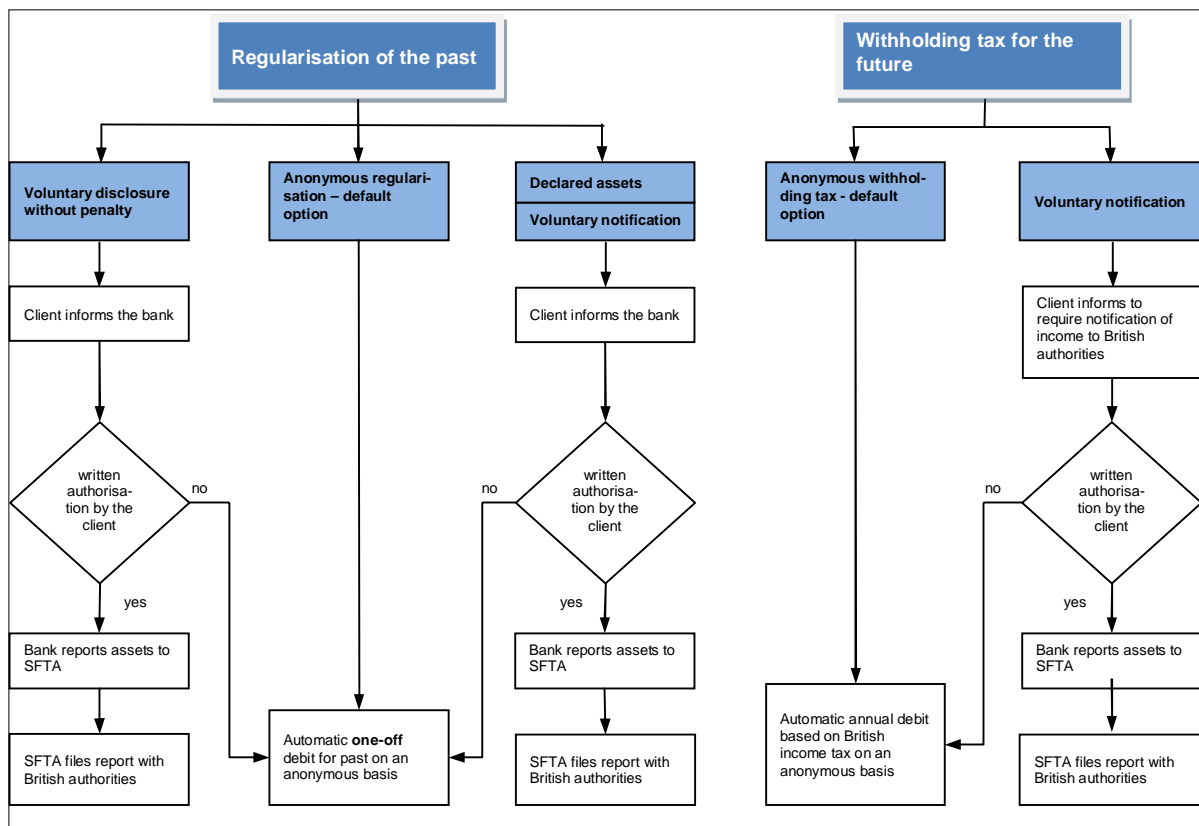 Regularisation of the past
Withholding tax for the
future
Voluntary disclosure
without penalty
Anonymous regulari-
sation – default
option
Declared assets
Voluntary notification
Anonymous withhol-
ding tax - default
option
Voluntary notification
Client informs the bank
Client informs the bank
Client informs to
require notification of
income to British
authorities
written
authorisa-
tion by the
client
no
no
written
authorisa-
tion by the
client
no
written
authorisa-
tion by the
client
yes
yes
yes
Bank reports assets to
SFTA
Bank reports assets to
SFTA
Bank reports assets to
SFTA
SFTA files report with
British authorities
Automatic one-off
debit for past on an
anonymous basis
SFTA files report with
British authorities
Automatic annual debit
based on British
income tax on an
anonymous basis
SFTA files report with
British authorities